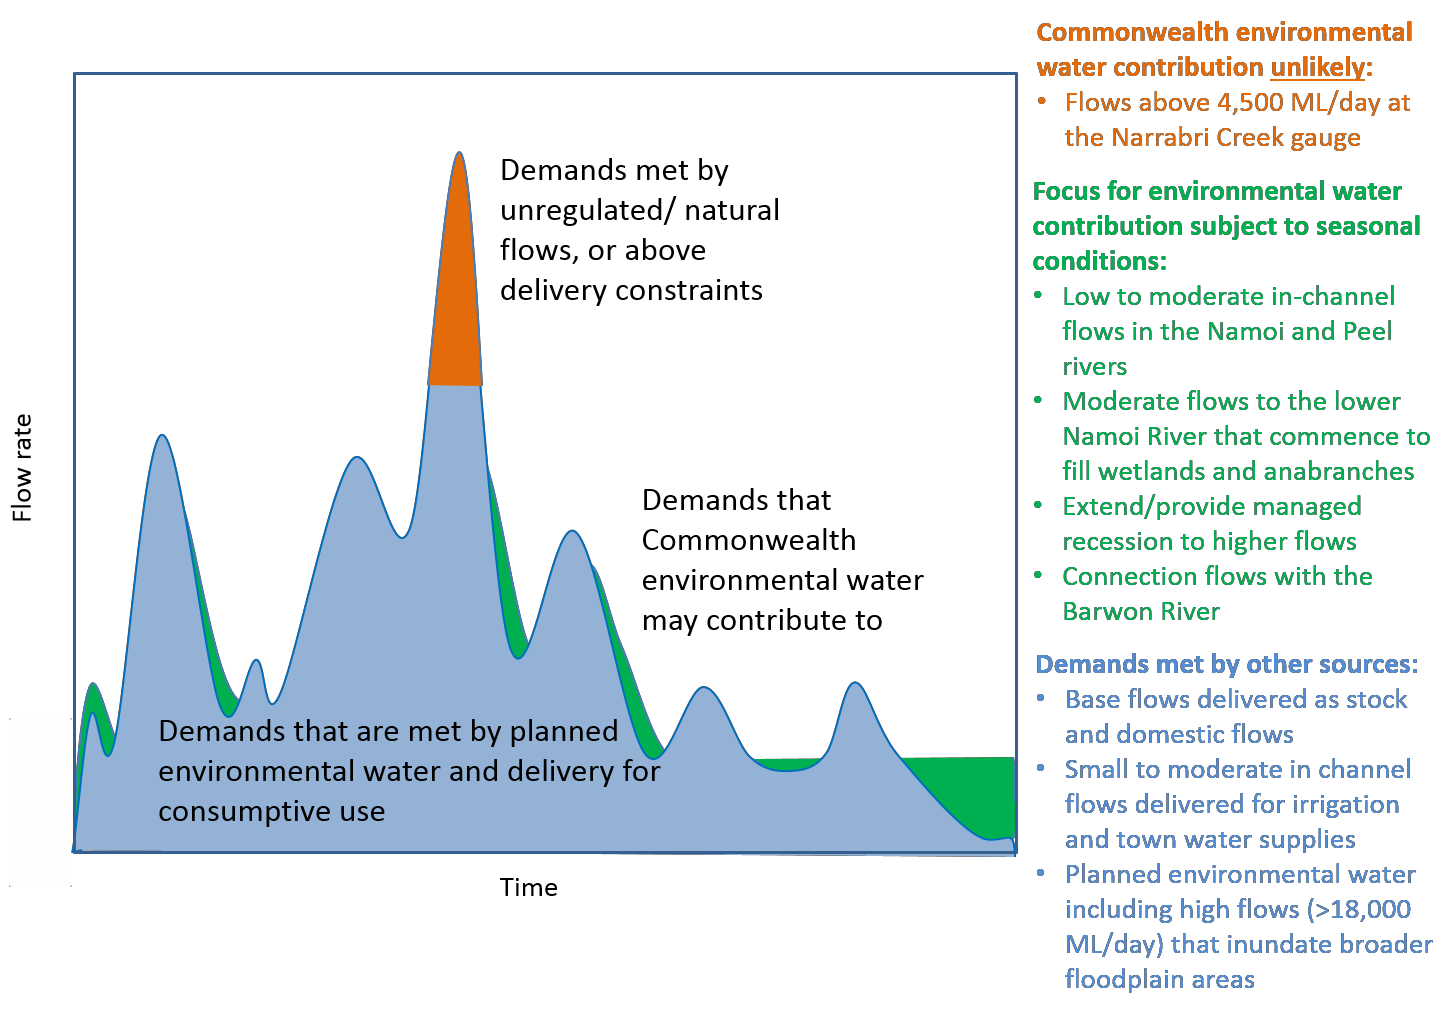 Commonwealth environmental
water contribution unlikely:
• Flows above 4,500 ML/day at
the Narrabri Creek gauge
Focus for environmental water
contribution subject to seasonal
conditions:
• Low to moderate in-channel
flows in the Namoi and Peel
rivers
• Moderate flows to the lower
Namoi River that commence to
fill wetlands and anabranches
• Extend/provide managed
recession to higher flows
• Connection flows with the
Barwon River
Demands met by other sources:
• Base flows delivered as stock
and domestic flows
• Small to moderate in channel
flows delivered for irrigation
and town water supplies
• Planned environmental water
including high flows (>18,000
ML/day) that inundate broader
floodplain areas
Demands met by
unregulated/ natural
flows, or above
delivery constraints
Demands that
Commonwealth
environmental water
may contribute to
Demands that are met by planned
environmental water and delivery for
consumptive use
Flow rate
Time